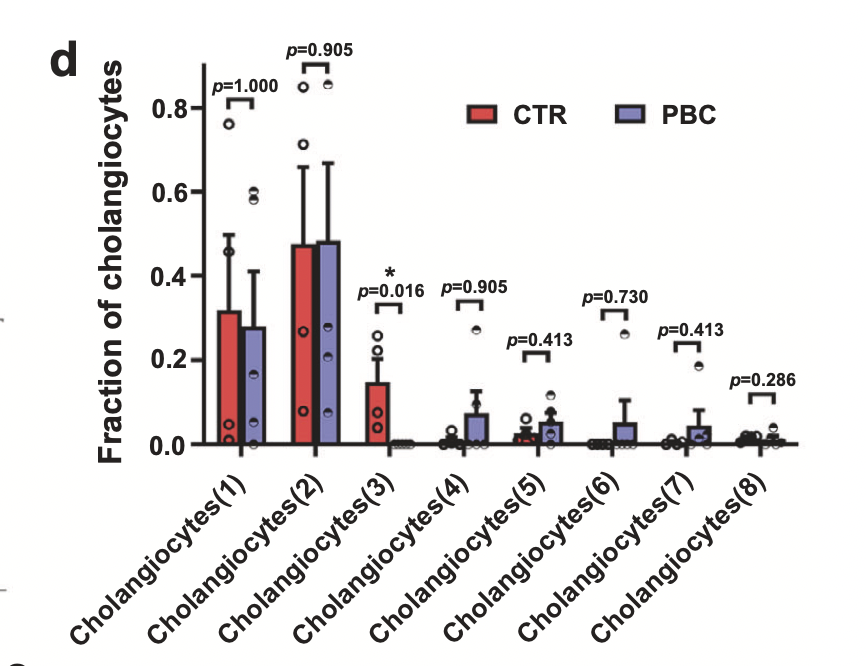 d
Fraction of cholangiocytes
0.8
0.6
0.4
0.2
0.0
p=1.000
p=0.905
*
p=0.016
p=0.905
p=0.413
p=0.730
p=0.413
p=0.286
CTR
PBC
Cholangiocytes(1)
Cholangiocytes(2)
Cholangiocytes(3)
Cholangiocytes(4)
Cholangiocytes(5)
Cholangiocytes(6)
Cholangiocytes(7)
Cholangiocytes(8)